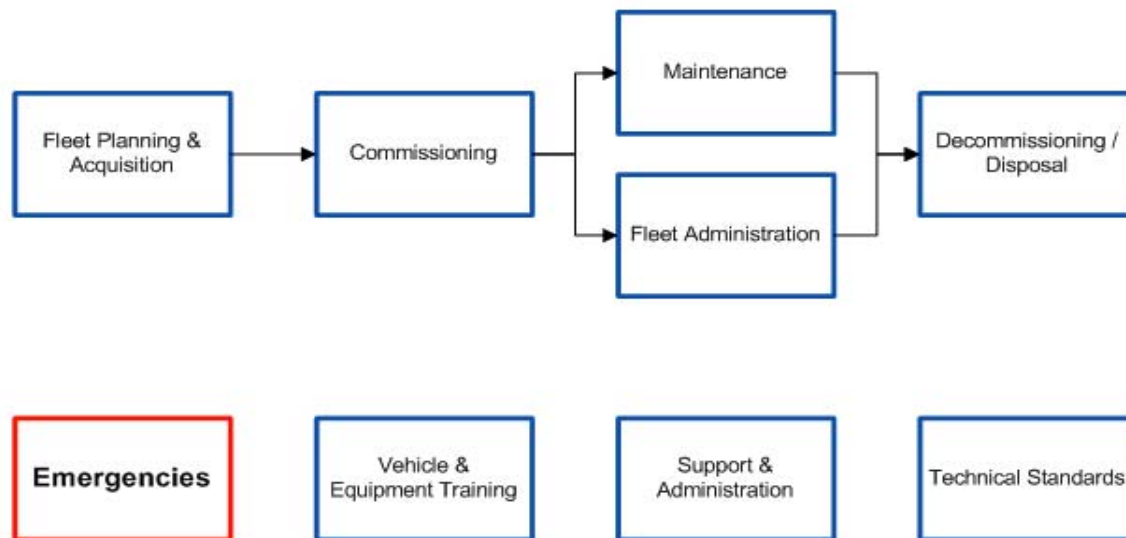 Maintenance
Fleet Planning &
Acquisition
Commissioning
Decommissioning /
Disposal
Fleet Administration
Emergencies
Vehicle &
Equipment Training
Support &
Administration
Technical Standards